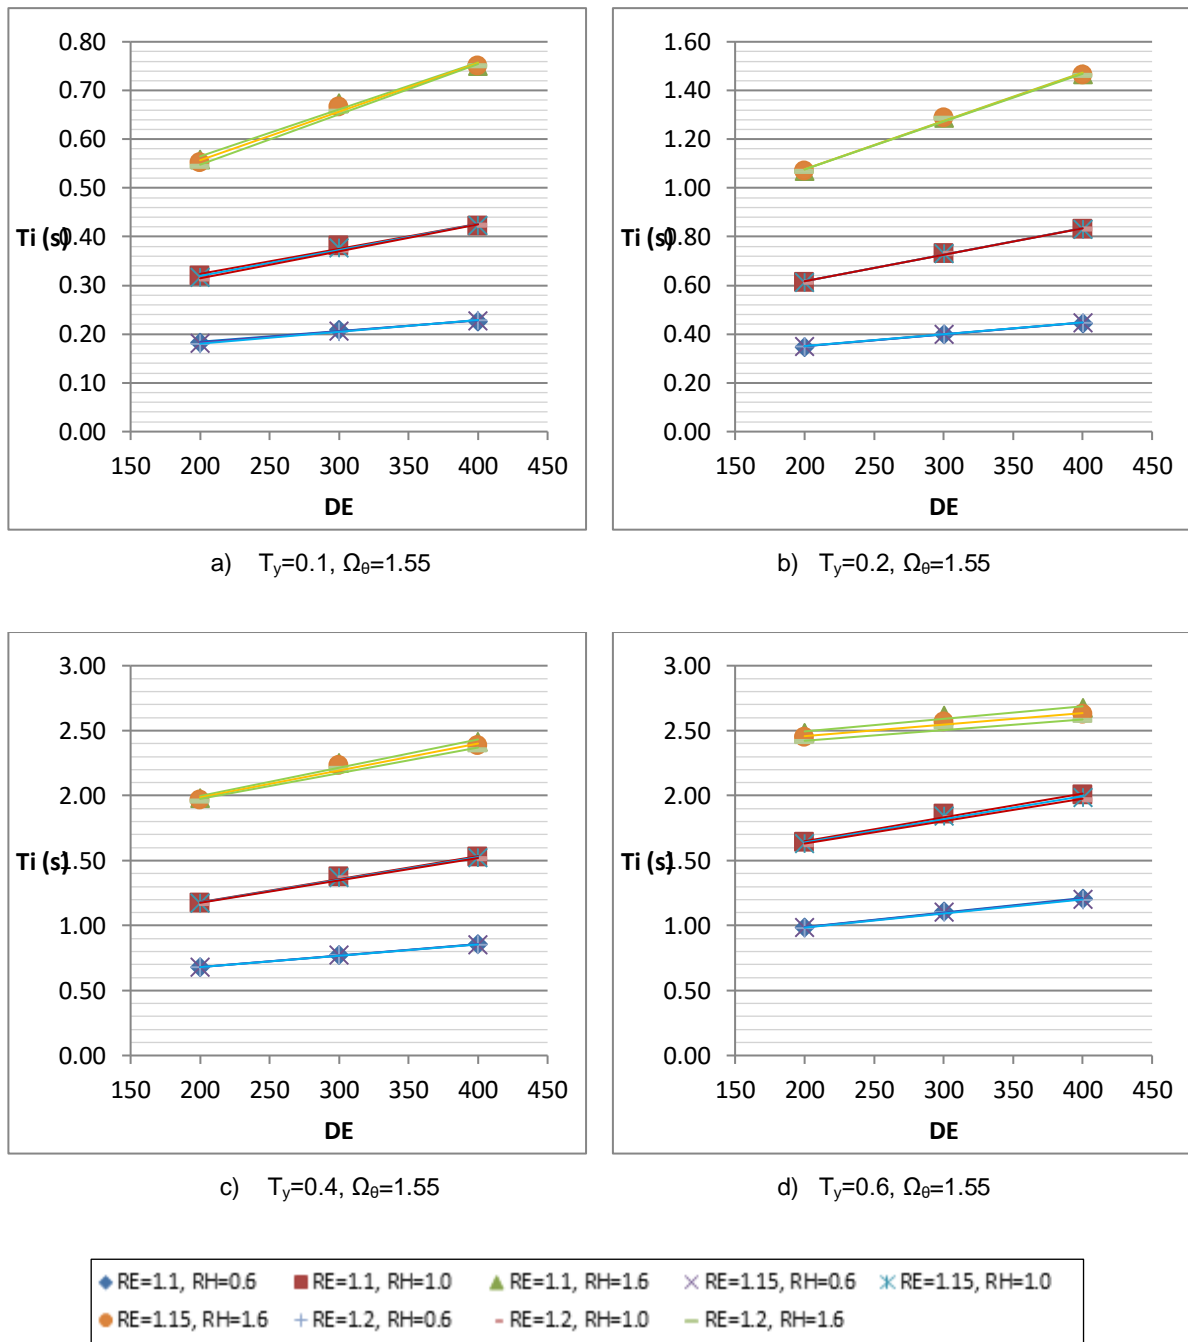 0.80
0.70
0.60
0.50
0.40
0.30
0.20
0.10
0.00
Ti (s)
150 200 250 300 350 400 450
DE
a) T_y=0.1, Ω_θ=1.55
1.60
1.40
1.20
1.00
0.80
0.60
0.40
0.20
0.00
Ti (s)
150 200 250 300 350 400 450
DE
b) T_y=0.2, Ω_θ=1.55
3.00
2.50
2.00
1.50
1.00
0.50
0.00
Ti (s)
150 200 250 300 350 400 450
DE
c) T_y=0.4, Ω_θ=1.55
3.00
2.50
2.00
1.50
1.00
0.50
0.00
Ti (s)
150 200 250 300 350 400 450
DE
d) T_y=0.6, Ω_θ=1.55
RE=1.1, RH=0.6 RE=1.1, RH=1.0 RE=1.1, RH=1.6 RE=1.15, RH=0.6 RE=1.15, RH=1.0
RE=1.15, RH=1.6 RE=1.2, RH=0.6 RE=1.2, RH=1.0 RE=1.2, RH=1.6